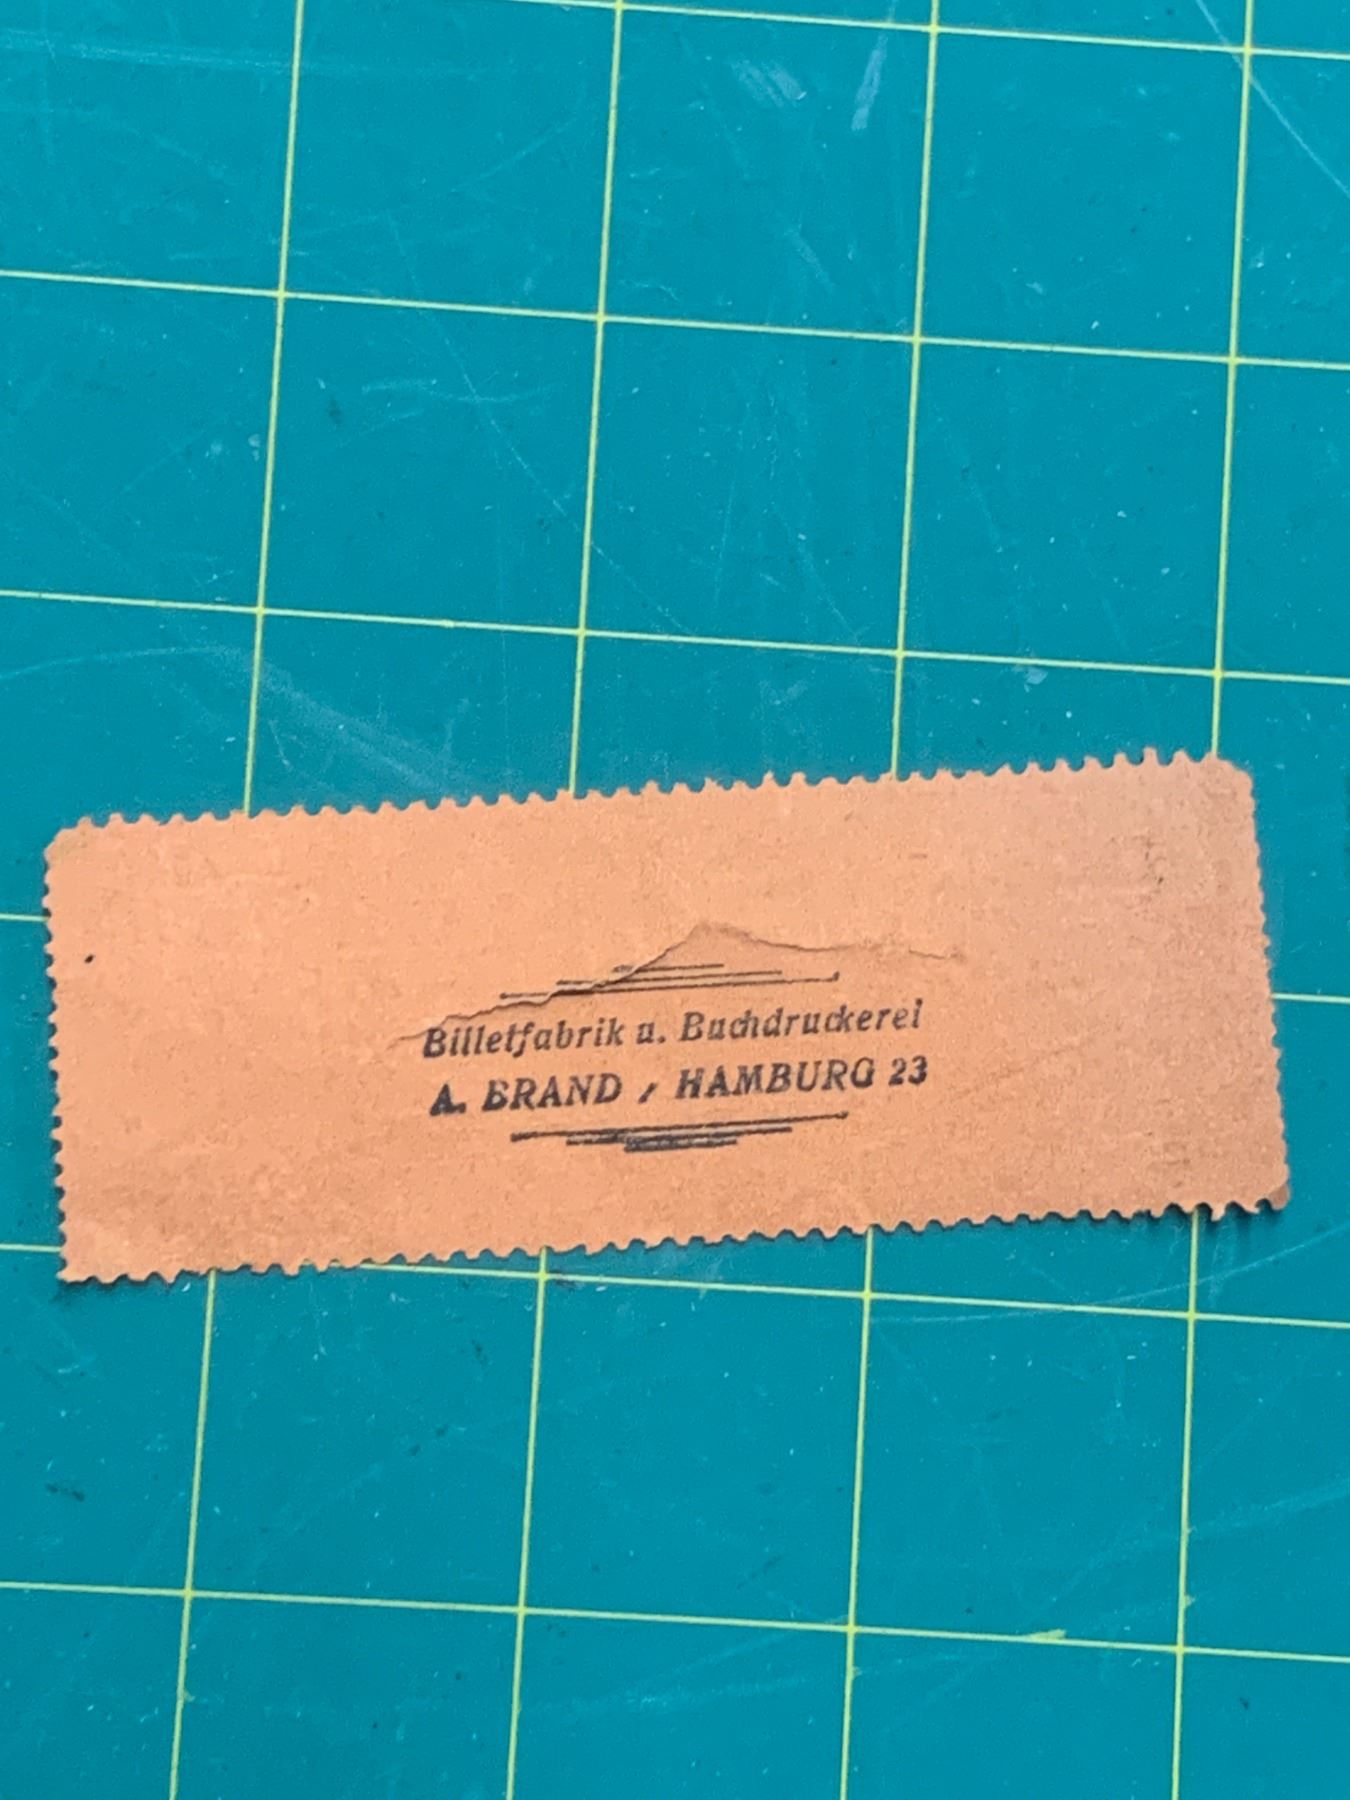 Billetfabrik u. Buchdruckerei
A. BRAND / HAMBURG 23